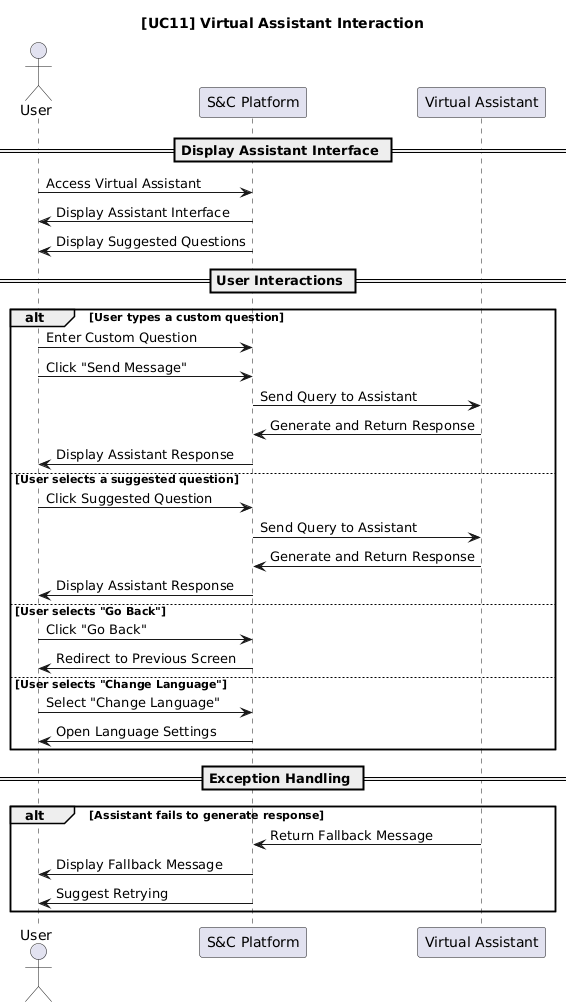 [UC11] Virtual Assistant Interaction
User
S&C Platform
Virtual Assistant
Display Assistant Interface
Access Virtual Assistant
Display Assistant Interface
Display Suggested Questions
User Interactions
alt
[User types a custom question]
Enter Custom Question
Click "Send Message"
Send Query to Assistant
Generate and Return Response
Display Assistant Response
[User selects a suggested question]
Click Suggested Question
Send Query to Assistant
Generate and Return Response
Display Assistant Response
[User selects "Go Back"]
Click "Go Back"
Redirect to Previous Screen
[User selects "Change Language"]
Select "Change Language"
Open Language Settings
Exception Handling
alt
[Assistant fails to generate response]
Return Fallback Message
Display Fallback Message
Suggest Retrying
User
S&C Platform
Virtual Assistant